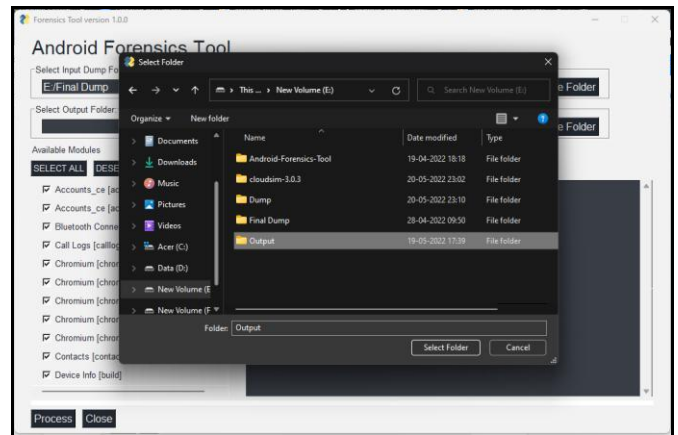 Forensics Tool version 1.0.0
Android Forensics Tool
Select Input Dump Fo
E:/Final Dump
e Folder
Select Output Folder:
e Folder
Available Modules
SELECT ALL DESE
Accounts_ce [ac
Accounts_ce [ac
Bluetooth Conne
Call Logs [calllog
Chromium [chror
Chromium [chror
Chromium [chror
Chromium [chror
Chromium [chror
Contacts [contac
Device Info [build]
Process Close
Select Folder
This ... > New Volume (E:)
Search New Volume (E:)
Organize New folder
Documents
Downloads
Music
Pictures
Videos
Acer (C:)
Data (D:)
New Volume (E
New Volume (F
Name Date modified Type
Android-Forensics-Tool 19-04-2022 18:18 File folder
cloudsim-3.0.3 20-05-2022 23:02 File folder
Dump 20-05-2022 23:10 File folder
Final Dump 28-04-2022 09:50 File folder
Output 19-05-2022 17:39 File folder
Folder: Output
Select Folder Cancel